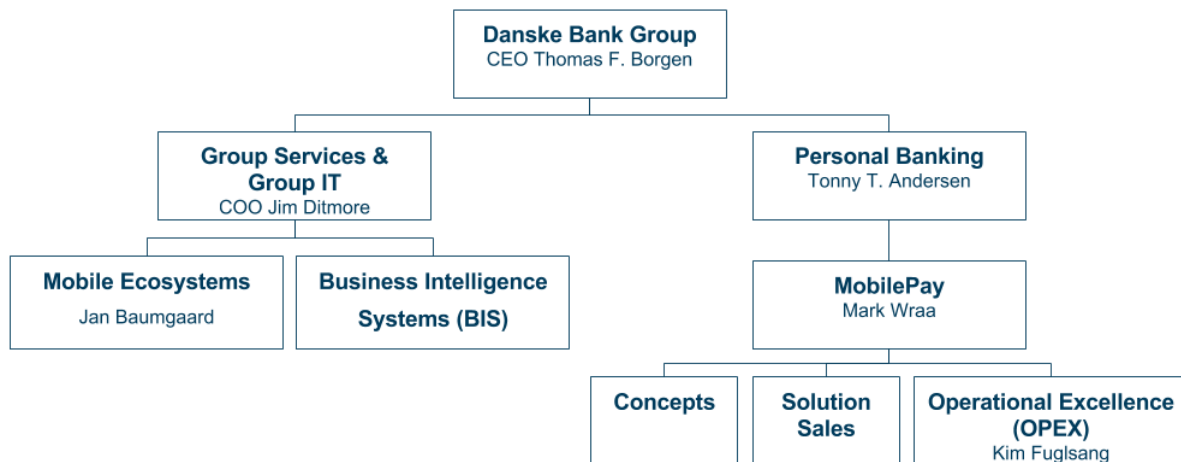 Danske Bank Group
CEO Thomas F. Borgen
Group Services &
Group IT
COO Jim Ditmore
Personal Banking
Tonny T. Andersen
Mobile Ecosystems
Jan Baumgaard
Business Intelligence
Systems (BIS)
MobilePay
Mark Wraa
Concepts
Solution
Sales
Operational Excellence
(OPEX)
Kim Fuglsang